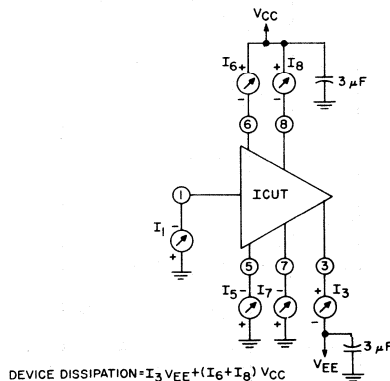 VCC
I6 + + I8
3 µF
- -
6 8
1
ICUT
I1 -
+
5 7 3
I5 - I7 - + I3
+ + -
3 µF
VEE
DEVICE DISSIPATION=I3 VEE+(I6+I8) VCC